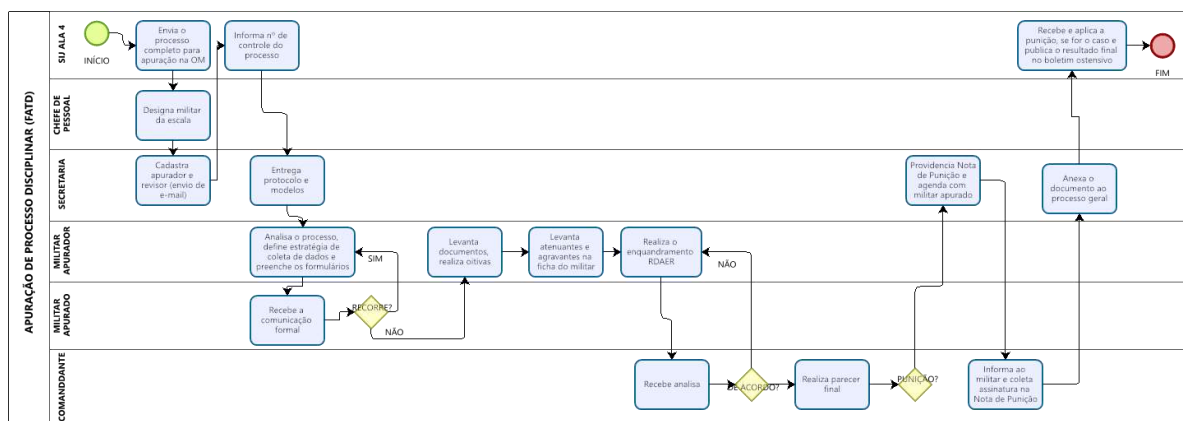 APURAÇÃO DE PROCESSO DISCIPLINAR (FATD)
SIJ ALA 4
INÍCIO
Envia o
processo
completo para
apuração na OM
Informa nº de
controle do
processo
Recebe e aplica a
punição, se for o caso e
publica o resultado final
no boletim ostensivo
FIM
CHEFE DE
PESSOAL
Designa militar
da escala
SECRETARIA
Cadastra
apurador e
revisor (envio de
e-mail)
Entrega
protocolo e
modelos
Providencia Nota
de Punição e
agenda com
militar apurado
Anexa o
documento ao
processo geral
MILITAR
APURADOR
Analisa o processo,
define estratégia de
coleta de dados e
preenche os formulários
SIM
Levanta
documentos,
realiza oitivas
Levanta
atenuantes e
agravantes na
ficha do militar
Realiza o
enquandramento
RDAER
NÃO
MILITAR
APURADO
Recebe a
comunicação
formal
RECORRE?
NÃO
COMANDDANTE
Recebe analisa
DE ACORDO?
Realiza parecer
final
PUNIÇÃO?
Informa ao
militar e coleta
assinatura na
Nota de Punição